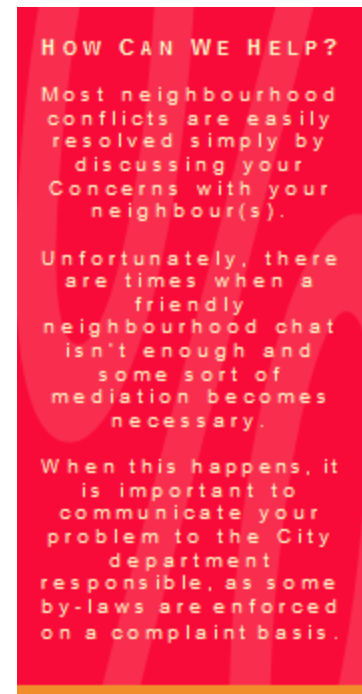 HOW CAN WE HELP?
Most neighbourhood
conflicts are easily
resolved simply by
discussing your
Concerns with your
neighbour(s).
Unfortunately, there
are times when a
friendly
neighbourhood chat
isn't enough and
some sort of
mediation becomes
necessary.
When this happens, it
is important to
communicate your
problem to the City
department
responsible, as some
by-laws are enforced
on a complaint basis.